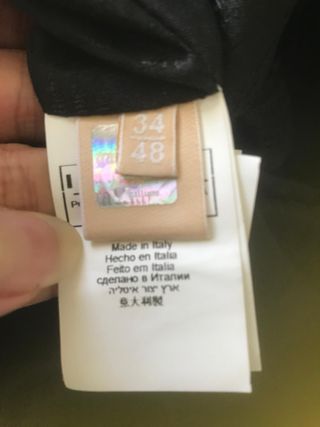 34
48
Made in Italy
Hecho en Italia
Feito em Italia
сделано в Италии
ארץ יצור איטליה
意大利製